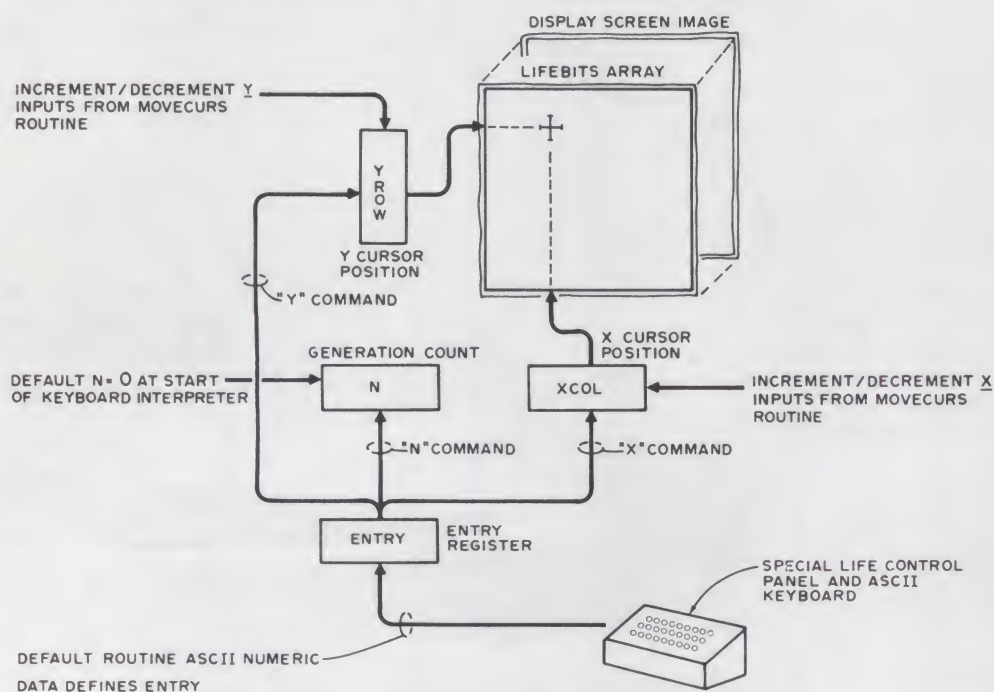 DISPLAY SCREEN IMAGE
LIFEBITS ARRAY
INCREMENT/DECREMENT Y
INPUTS FROM MOVECURS
ROUTINE
Y
R
O
W
Y CURSOR
POSITION
"Y" COMMAND
X CURSOR
POSITION
GENERATION COUNT
DEFAULT N=0 AT START
OF KEYBOARD INTERPRETER
N
XCOL
INCREMENT/DECREMENT X
INPUTS FROM MOVECURS
ROUTINE
"N" COMMAND
"X" COMMAND
ENTRY
ENTRY
REGISTER
SPECIAL LIFE CONTROL
PANEL AND ASCII
KEYBOARD
DEFAULT ROUTINE ASCII NUMERIC
DATA DEFINES ENTRY